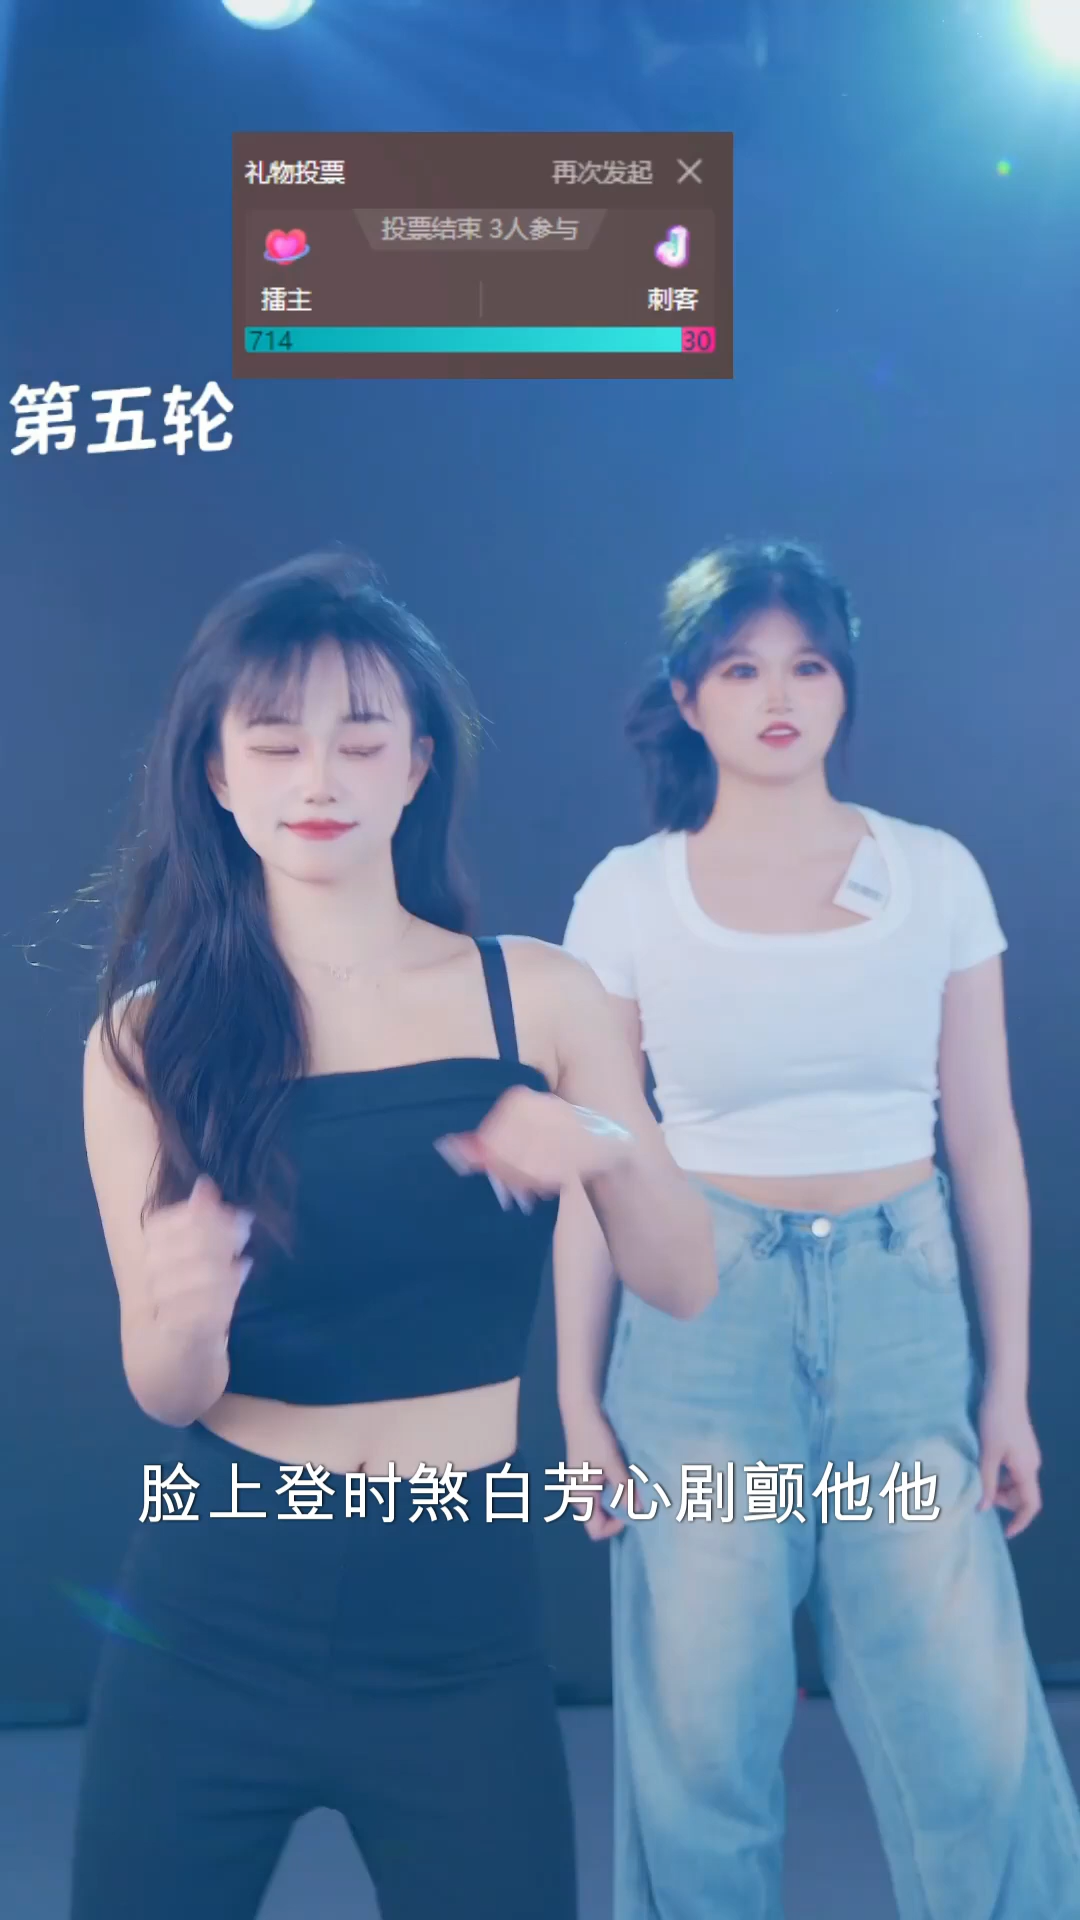 礼物投票 再次发起
投票结束 3人参与
擂主 刺客
714 30
第五轮
脸上登时煞白芳心剧颤他他